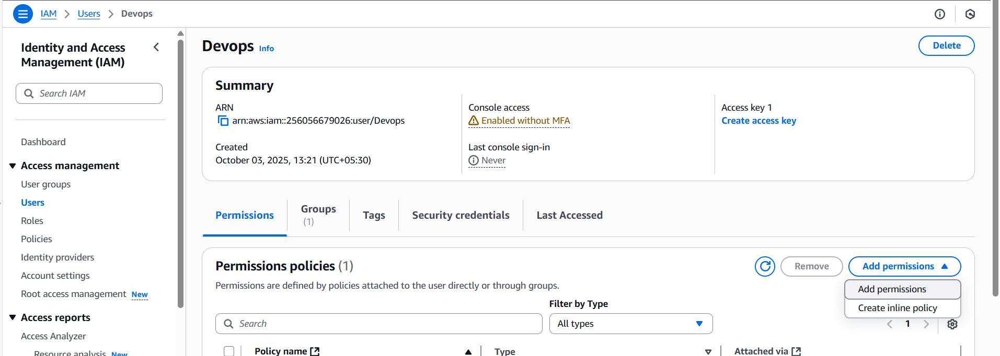 IAM > Users > Devops
Identity and Access
Management (IAM)
Search IAM
Dashboard
Access management
User groups
Users
Roles
Policies
Identity providers
Account settings
Root access management New
Access reports
Access Analyzer
Resource analysis New
Devops Info
Delete
Summary
ARN
arn:aws:iam::256056679026:user/Devops
Created
October 03, 2025, 13:21 (UTC+05:30)
Console access
Enabled without MFA
Last console sign-in
Never
Access key 1
Create access key
Permissions
Groups
(1)
Tags
Security credentials
Last Accessed
Permissions policies (1)
Remove
Add permissions
Permissions are defined by policies attached to the user directly or through groups.
Add permissions
Create inline policy
Filter by Type
Search
All types
1
Policy name
Type
Attached via